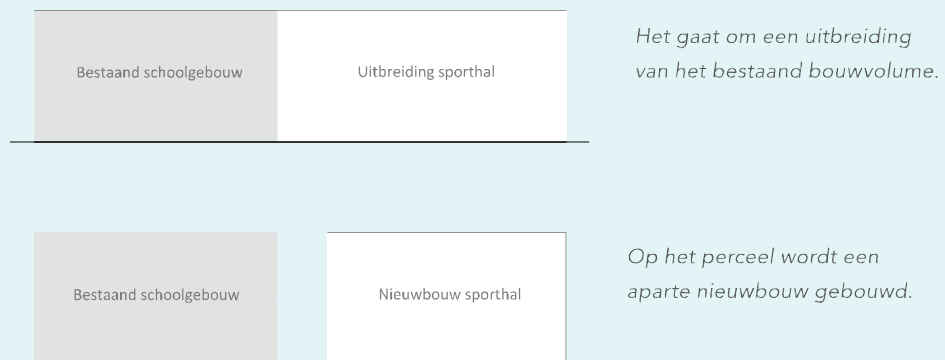 Bestaand schoolgebouw
Uitbreiding sporthal
Het gaat om een uitbreiding
van het bestaand bouwvolume.
Bestaand schoolgebouw
Nieuwbouw sporthal
Op het perceel wordt een
aparte nieuwbouw gebouwd.